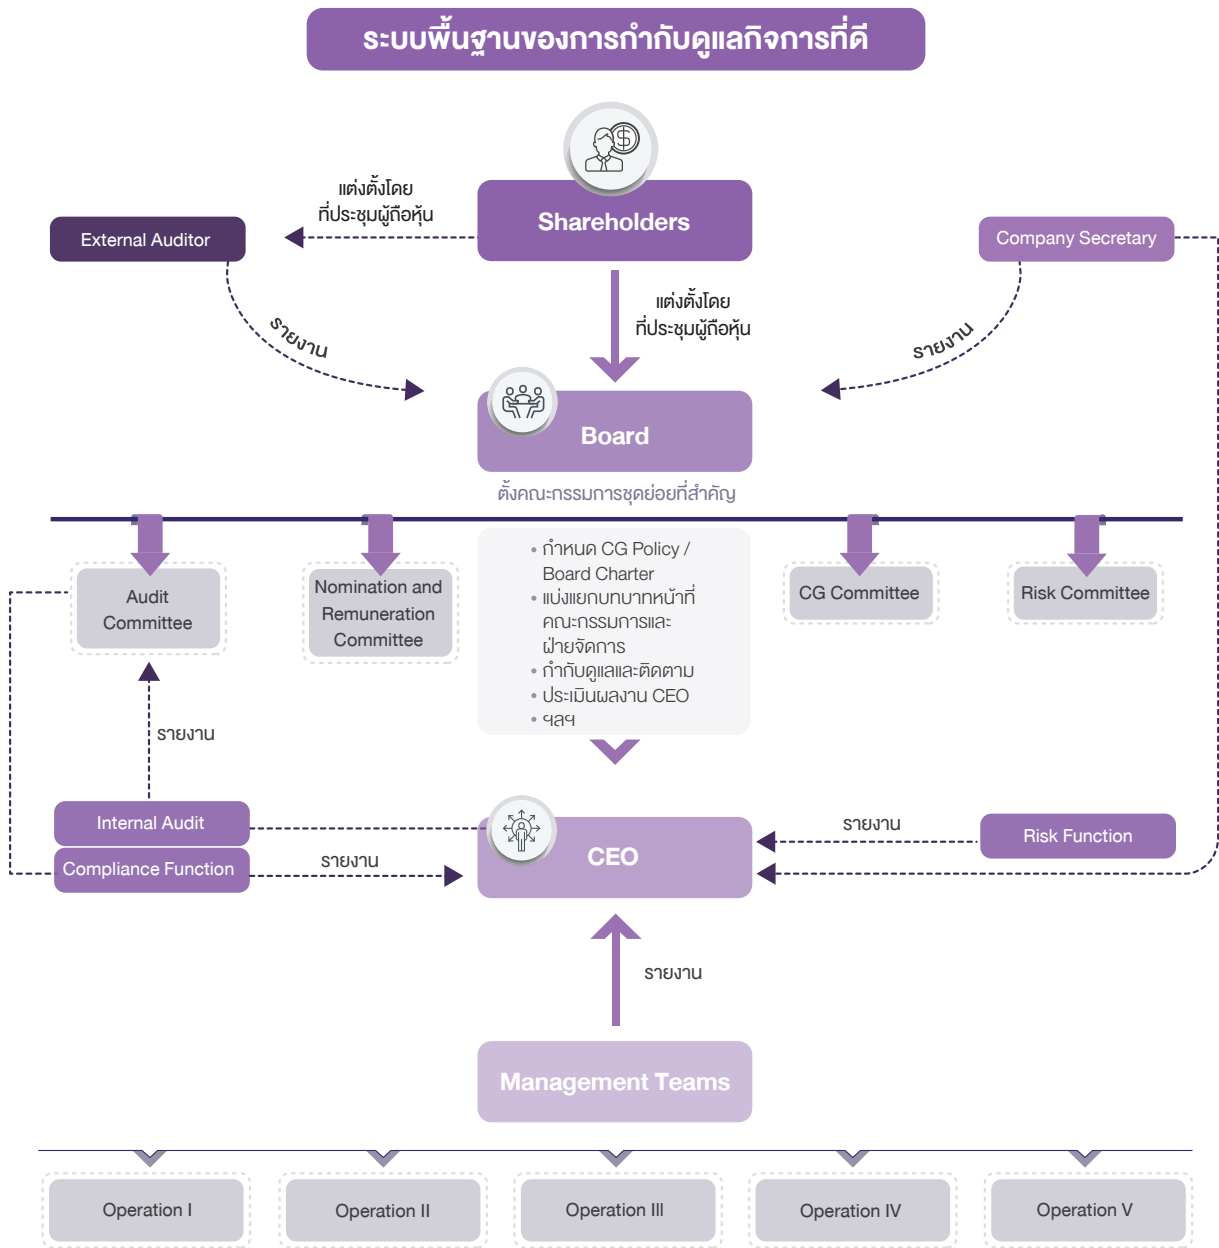 ระบบพื้นฐานของการกำกับดูแลกิจการที่ดี
แต่งตั้งโดย
ที่ประชุมผู้ถือหุ้น
Shareholders
External Auditor
Company Secretary
แต่งตั้งโดย
ที่ประชุมผู้ถือหุ้น
รายงาน
รายงาน
Board
ตั้งคณะกรรมการชุดย่อยที่สำคัญ
Audit
Committee
Nomination and
Remuneration
Committee
• กำหนด CG Policy /
Board Charter
• แบ่งแยกบทบาทหน้าที่
คณะกรรมการและ
ฝ่ายจัดการ
• กำกับดูแลและติดตาม
• ประเมินผลงาน CEO
• ฯลฯ
CG Committee
Risk Committee
รายงาน
Internal Audit
Compliance Function
รายงาน
CEO
รายงาน
Risk Function
รายงาน
Management Teams
Operation I
Operation II
Operation III
Operation IV
Operation V